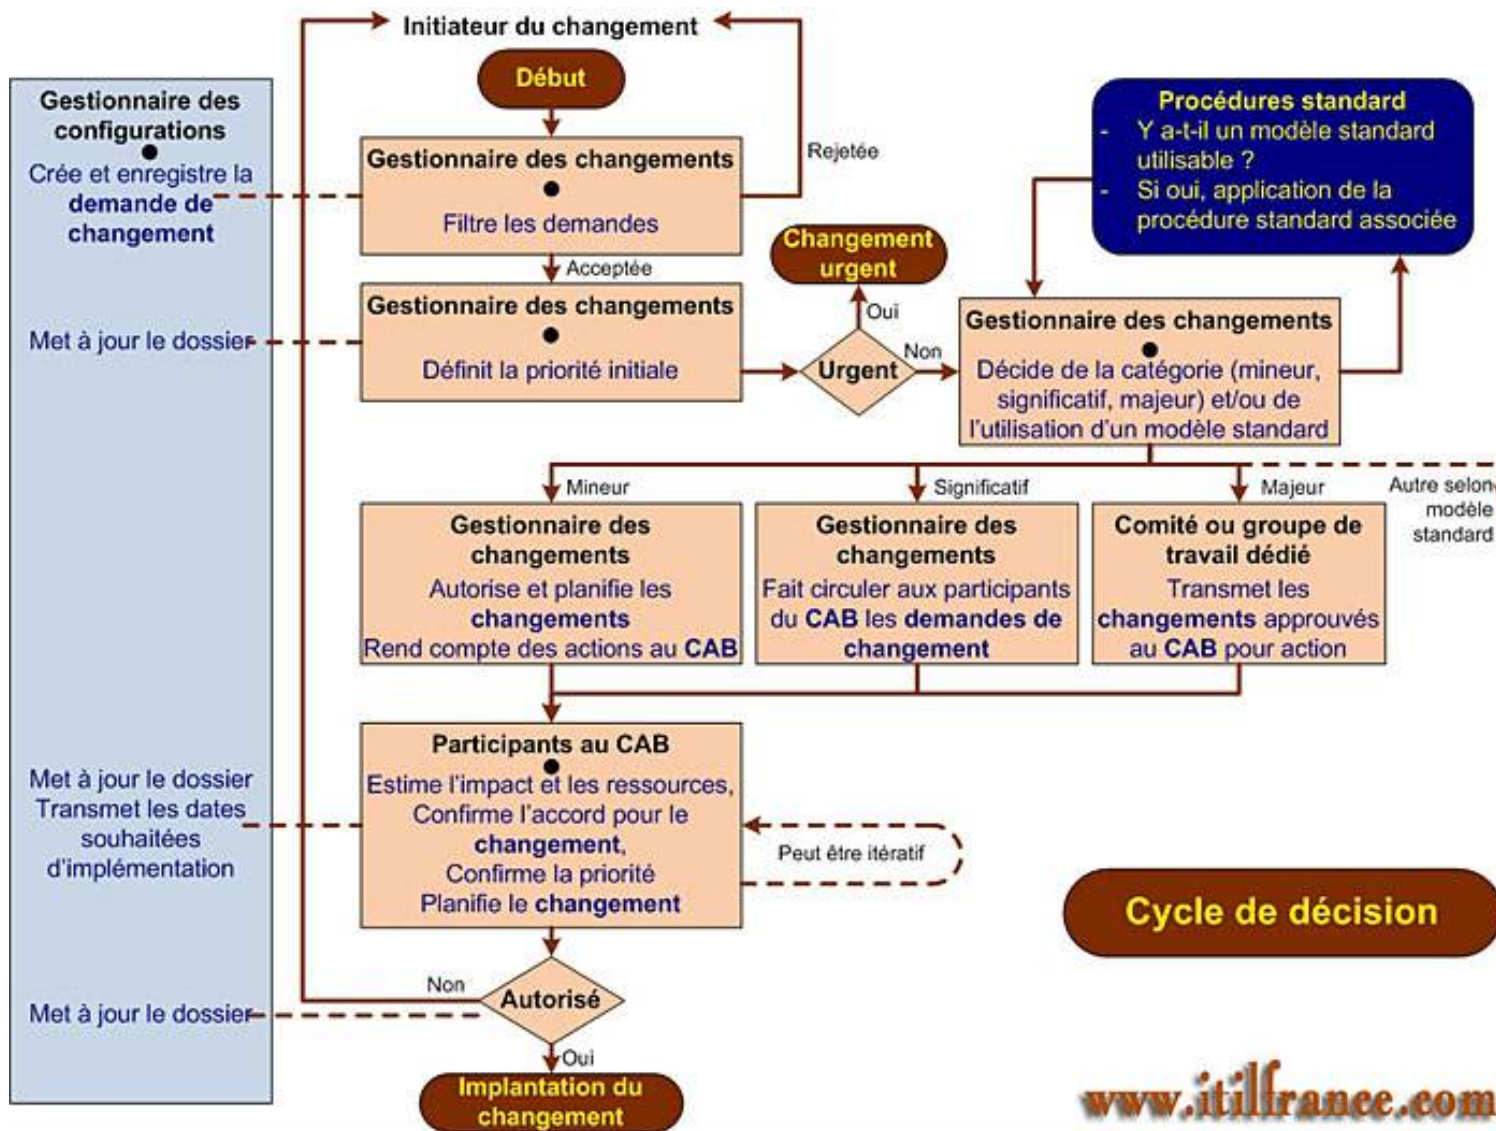 Initiateur du changement
Début
Gestionnaire des
configurations
Crée et enregistre la
demande de
changement
Gestionnaire des changements
Filtre les demandes
Rejetée
Procédures standard
- Y a-t-il un modèle standard
utilisable ?
- Si oui, application de la
procédure standard associée
Acceptée
Changement
urgent
Met à jour le dossier
Gestionnaire des changements
Définit la priorité initiale
Oui
Urgent
Non
Gestionnaire des changements
Décide de la catégorie (mineur,
significatif, majeur) et/ou de
l'utilisation d'un modèle standard
Mineur
Significatif
Majeur
Autre selon
modèle
standard
Gestionnaire des
changements
Autorise et planifie les
changements
Rend compte des actions au CAB
Gestionnaire des
changements
Fait circuler aux participants
du CAB les demandes de
changement
Comité ou groupe de
travail dédié
Transmet les
changements approuvés
au CAB pour action
Met à jour le dossier
Transmet les dates
souhaitées
d'implémentation
Participants au CAB
Estime l'impact et les ressources,
Confirme l'accord pour le
changement,
Confirme la priorité
Planifie le changement
Peut être itératif
Cycle de décision
Met à jour le dossier
Non
Autorisé
Oui
Implantation du
changement
www.itilfrance.com